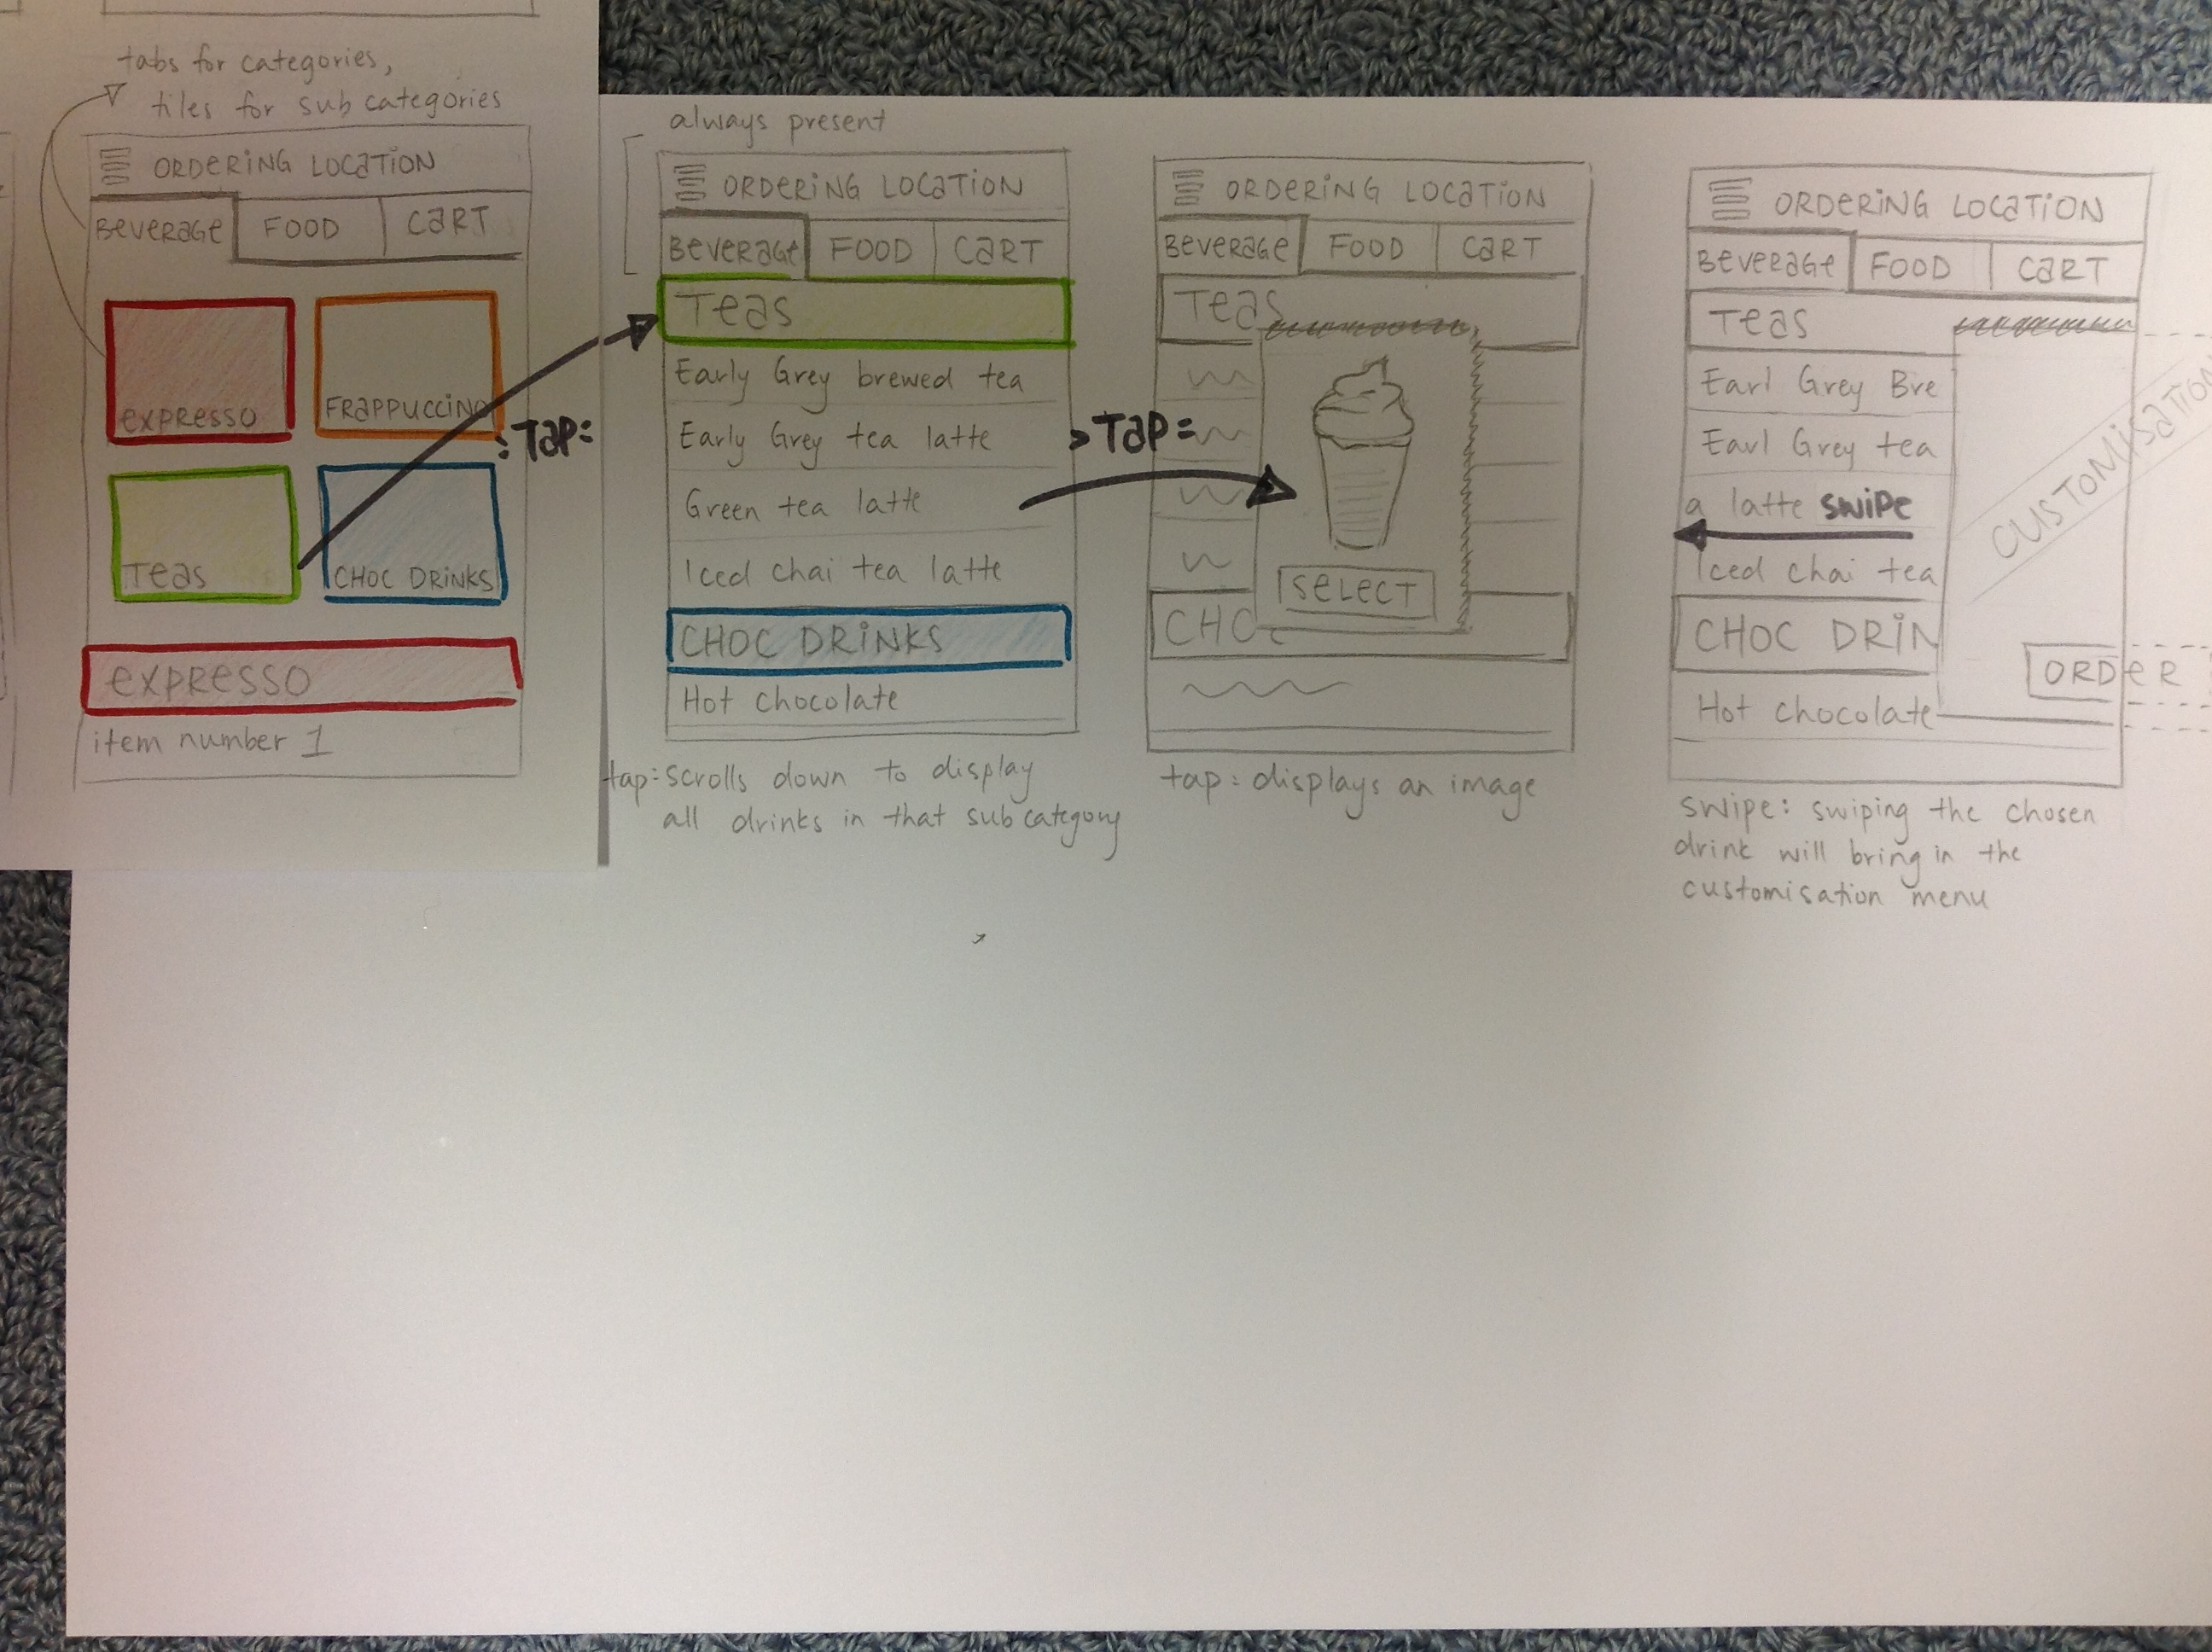 tabs for categories,
tiles for sub categories
ORDERING LOCATION
BEVERAGE FOOD CART
EXPRESSO FRAPPUCCINO
TEAS CHOC DRINKS
EXPRESSO
item number 1
:TAP:
always present
ORDERING LOCATION
BEVERAGE FOOD CART
TEAS
Early Grey brewed tea
Early Grey tea latte
Green tea latte
Iced chai tea latte
CHOC DRINKS
Hot chocolate
tap: scrolls down to display
all drinks in that sub category
>TAP:
ORDERING LOCATION
BEVERAGE FOOD CART
TEAS
SELECT
CHOC
tap: displays an image
ORDERING LOCATION
BEVERAGE FOOD CART
TEAS
Earl Grey Bre
Earl Grey tea
a latte SWIPE
Iced chai tea
CHOC DRIN
Hot chocolate
CUSTOMISATION
ORDER
swipe: swiping the chosen
drink will bring in the
customisation menu